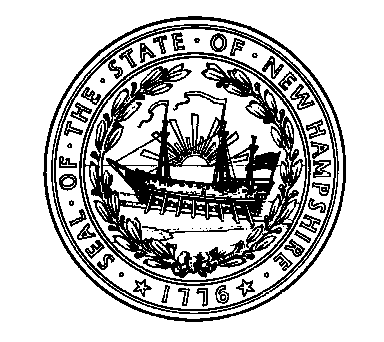 · SEAL · OF · THE · STATE · OF · NEW HAMPSHIRE ·
1776